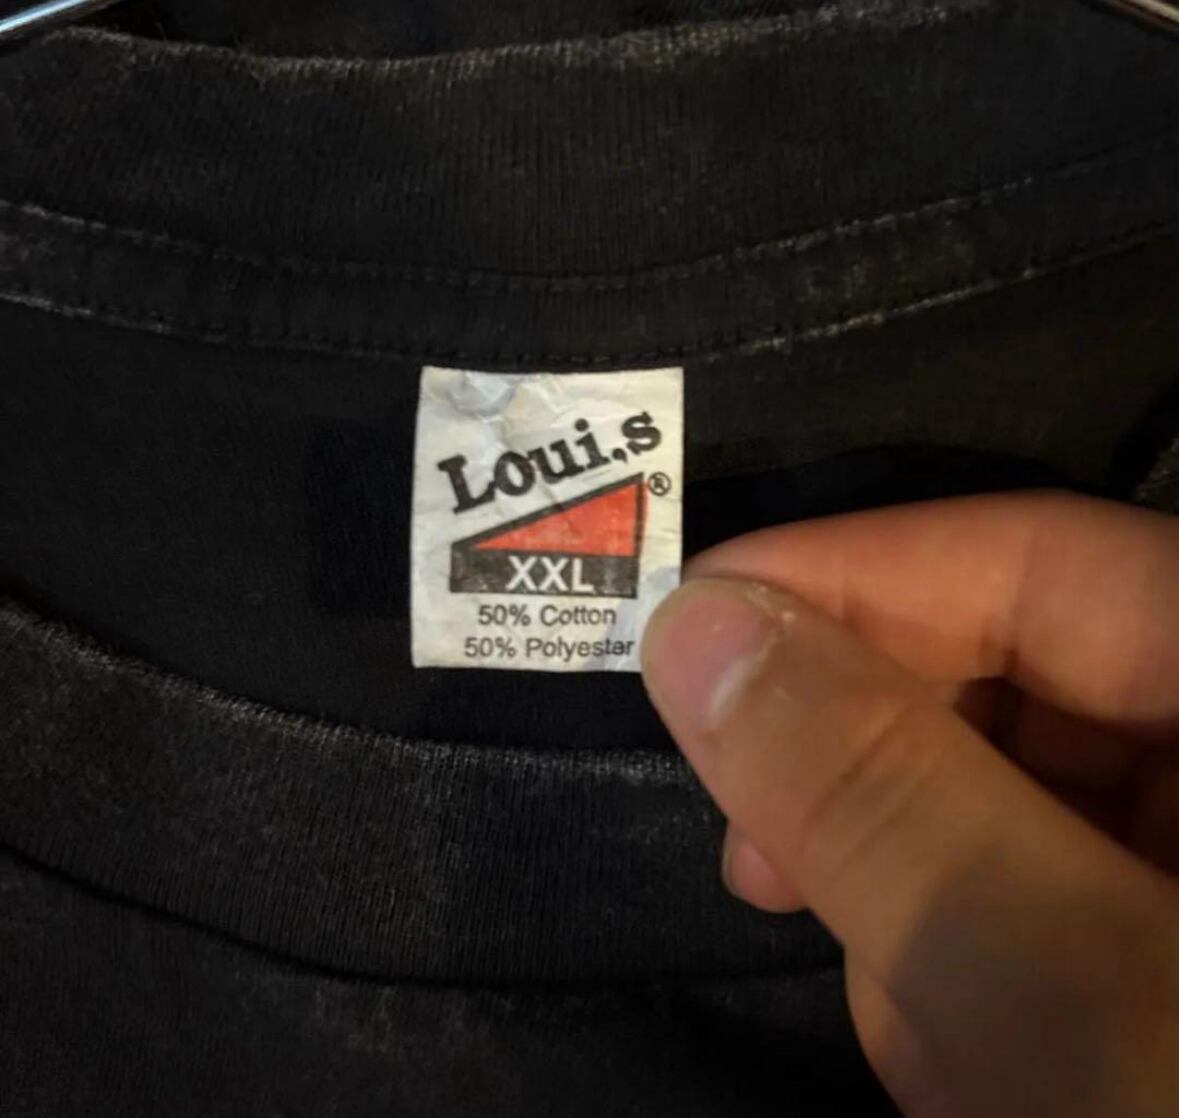 Loui.s
®
XXL
50% Cotton
50% Polyester